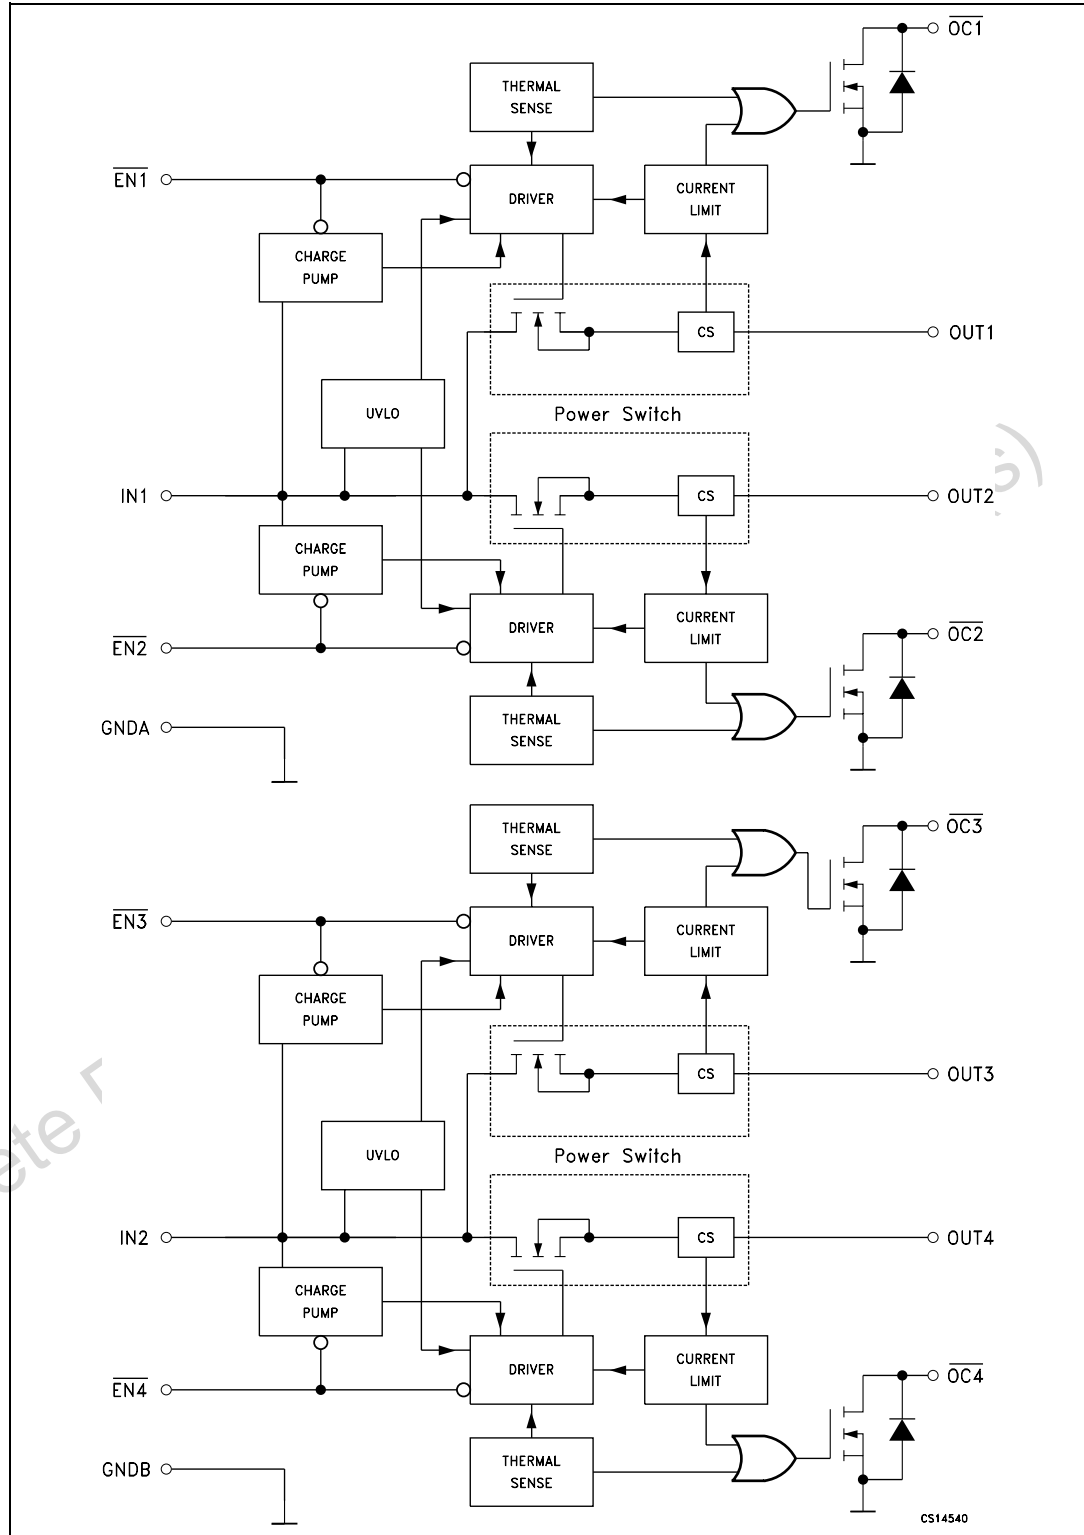 OC1
THERMAL
SENSE
EN1
DRIVER
CURRENT
LIMIT
CHARGE
PUMP
CS
OUT1
UVLO
Power Switch
IN1
CS
OUT2
CHARGE
PUMP
DRIVER
CURRENT
LIMIT
OC2
EN2
GNDA
THERMAL
SENSE
THERMAL
SENSE
OC3
EN3
DRIVER
CURRENT
LIMIT
CHARGE
PUMP
CS
OUT3
UVLO
Power Switch
IN2
CS
OUT4
CHARGE
PUMP
DRIVER
CURRENT
LIMIT
OC4
EN4
GNDB
THERMAL
SENSE
CS14540